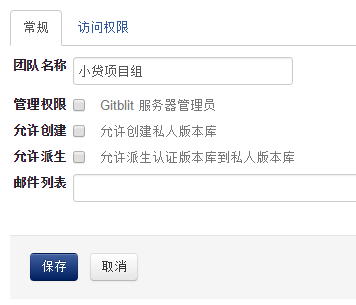 常规 访问权限
团队名称 小贷项目组
管理权限 Gitblit 服务器管理员
允许创建 允许创建私人版本库
允许派生 允许派生认证版本库到私人版本库
邮件列表
保存 取消